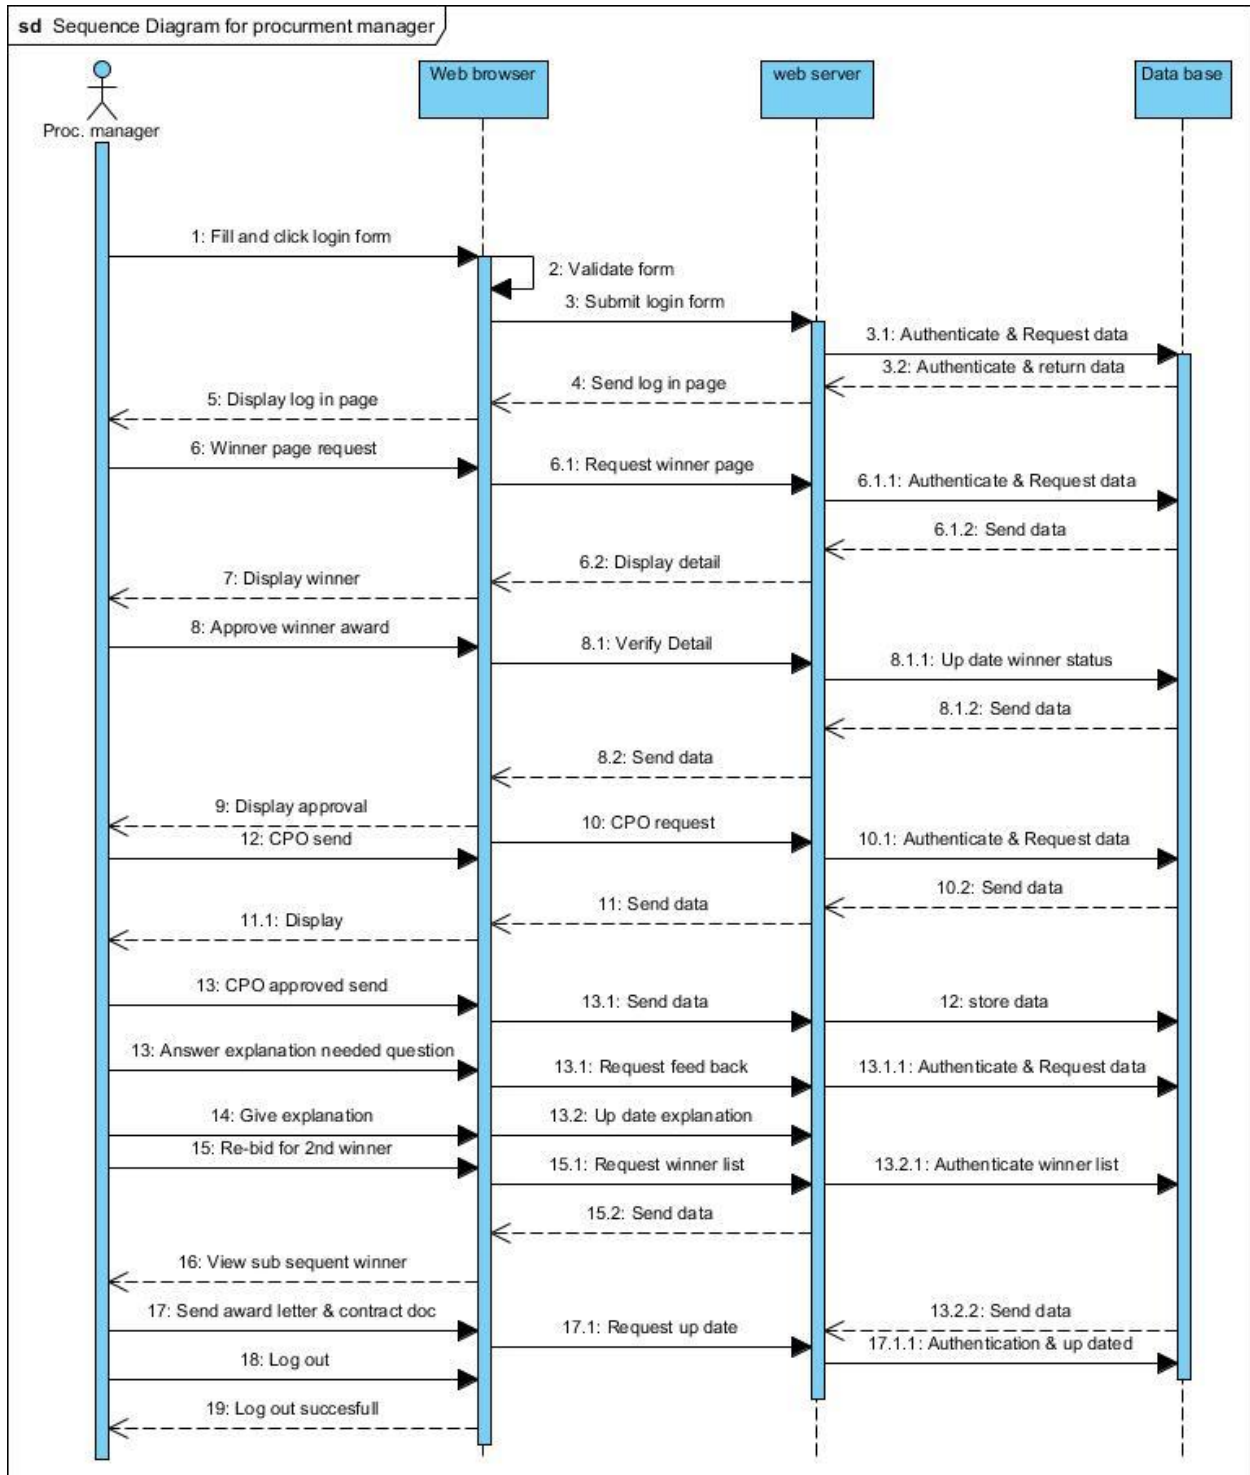 sd Sequence Diagram for procurment manager
Web browser
web server
Data base
Proc. manager
1: Fill and click login form
2: Validate form
3: Submit login form
3.1: Authenticate & Request data
3.2: Authenticate & return data
4: Send log in page
5: Display log in page
6: Winner page request
6.1: Request winner page
6.1.1: Authenticate & Request data
6.1.2: Send data
6.2: Display detail
7: Display winner
8: Approve winner award
8.1: Verify Detail
8.1.1: Up date winner status
8.1.2: Send data
8.2: Send data
9: Display approval
10: CPO request
12: CPO send
10.1: Authenticate & Request data
10.2: Send data
11: Send data
11.1: Display
13: CPO approved send
13.1: Send data
12: store data
13: Answer explanation needed question
13.1: Request feed back
13.1.1: Authenticate & Request data
14: Give explanation
13.2: Up date explanation
15: Re-bid for 2nd winner
15.1: Request winner list
13.2.1: Authenticate winner list
15.2: Send data
16: View sub sequent winner
17: Send award letter & contract doc
13.2.2: Send data
17.1: Request up date
17.1.1: Authentication & up dated
18: Log out
19: Log out succesfull